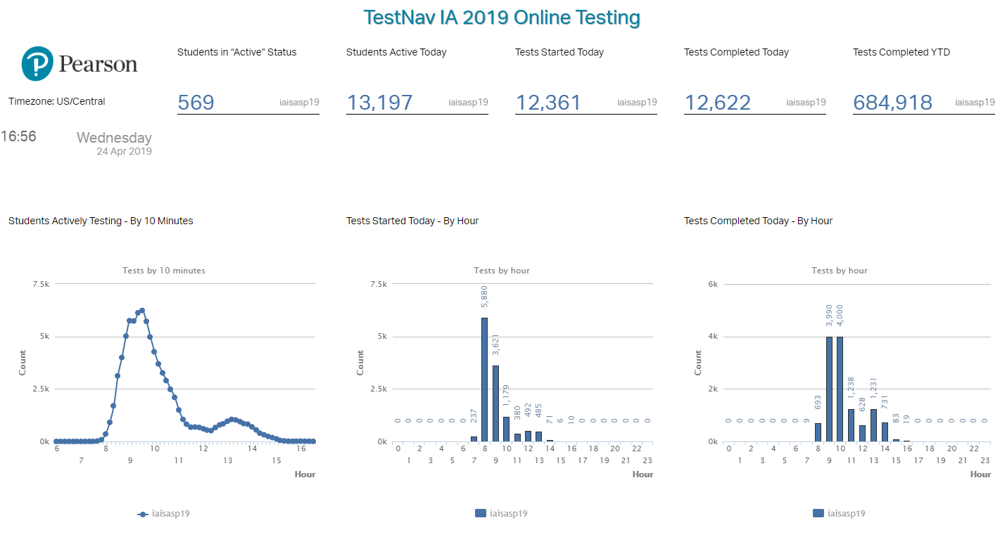 TestNav IA 2019 Online Testing
Pearson
Timezone: US/Central
16:56
Wednesday
24 Apr 2019
Students in “Active” Status
569 iaisasp19
Students Active Today
13,197 iaisasp19
Tests Started Today
12,361 iaisasp19
Tests Completed Today
12,622 iaisasp19
Tests Completed YTD
684,918 iaisasp19
Students Actively Testing - By 10 Minutes
Tests by 10 minutes
7.5k
5k
2.5k
0k
Count
6 8 10 12 14 16
7 9 11 13 15
Hour
iaisasp19
Tests Started Today - By Hour
Tests by hour
7.5k
5k
2.5k
0k
Count
0 0 0 0 0 0 0 237 5,880 3,621 1,179 380 492 485 71 6 10 0 0 0 0 0 0 0
0 2 4 6 8 10 12 14 16 18 20 22
1 3 5 7 9 11 13 15 17 19 21 23
Hour
iaisasp19
Tests Completed Today - By Hour
Tests by hour
6k
4k
2k
0k
Count
0 0 0 0 0 0 0 9 693 3,990 4,000 1,238 628 1,231 731 83 19 0 0 0 0 0 0 0
0 2 4 6 8 10 12 14 16 18 20 22
1 3 5 7 9 11 13 15 17 19 21 23
Hour
iaisasp19